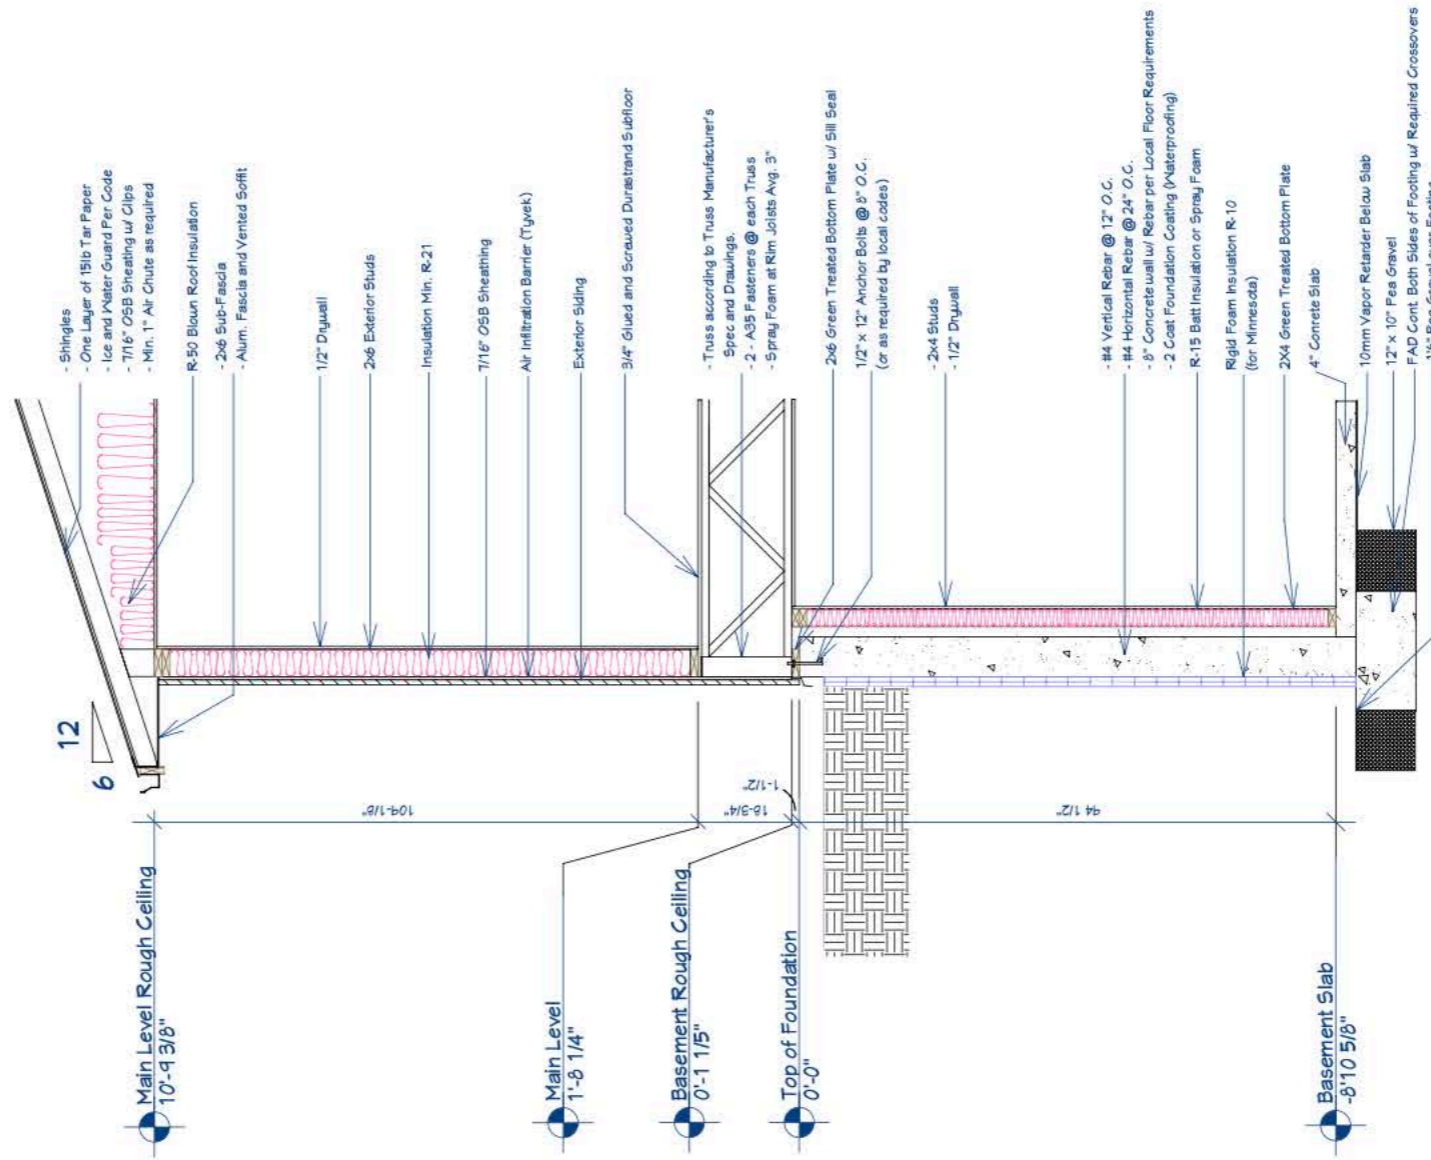 - Shingles
- One Layer of 15lb Tar Paper
- Ice and Water Guard Per Code
- 7/16" OSB Sheating w/ Clips
- Min. 1" Air Chute as required
R-50 Blown Roof Insulation
- 2x6 Sub-Fascia
- Alum. Fascia and Vented Soffit
1/2" Drywall
2x6 Exterior Studs
Insulation Min. R-21
7/16" OSB Sheathing
Air Infiltration Barrier (Tyvek)
Exterior Siding
3/4" Glued and Screwed Durastrand Subfloor
- Truss according to Truss Manufacturer's
Spec and Drawings.
- 2 - A35 Fasteners @ each Truss
- Spray Foam at Rim Joists Avg. 3"
2x6 Green Treated Bottom Plate w/ Sill Seal
1/2" x 12" Anchor Bolts @ 8" O.C.
(or as required by local codes)
- 2x4 Studs
- 1/2" Drywall
- #4 Vertical Rebar @ 12" O.C.
- #4 Horizontal Rebar @ 24" O.C.
- 8" Concrete wall w/ Rebar per Local Floor Requirements
- 2 Coat Foundation Coating (Waterproofing)
R-15 Batt Insulation or Spray Foam
Rigid Foam Insulation R-10
(for Minnesota)
2X4 Green Treated Bottom Plate
4" Concrete Slab
10mm Vapor Retarder Below Slab
12" x 10" Pea Gravel
FAD Cont. Both Sides of Footing w/ Required Crossovers
12
6
109-1/8"
18-3/4"
1-1/2"
94 1/2"
Main Level Rough Ceiling
10'-9 3/8"
Main Level
1'-8 1/4"
Basement Rough Ceiling
0'-1 1/5"
Top of Foundation
0'-0"
Basement Slab
-8'10 5/8"